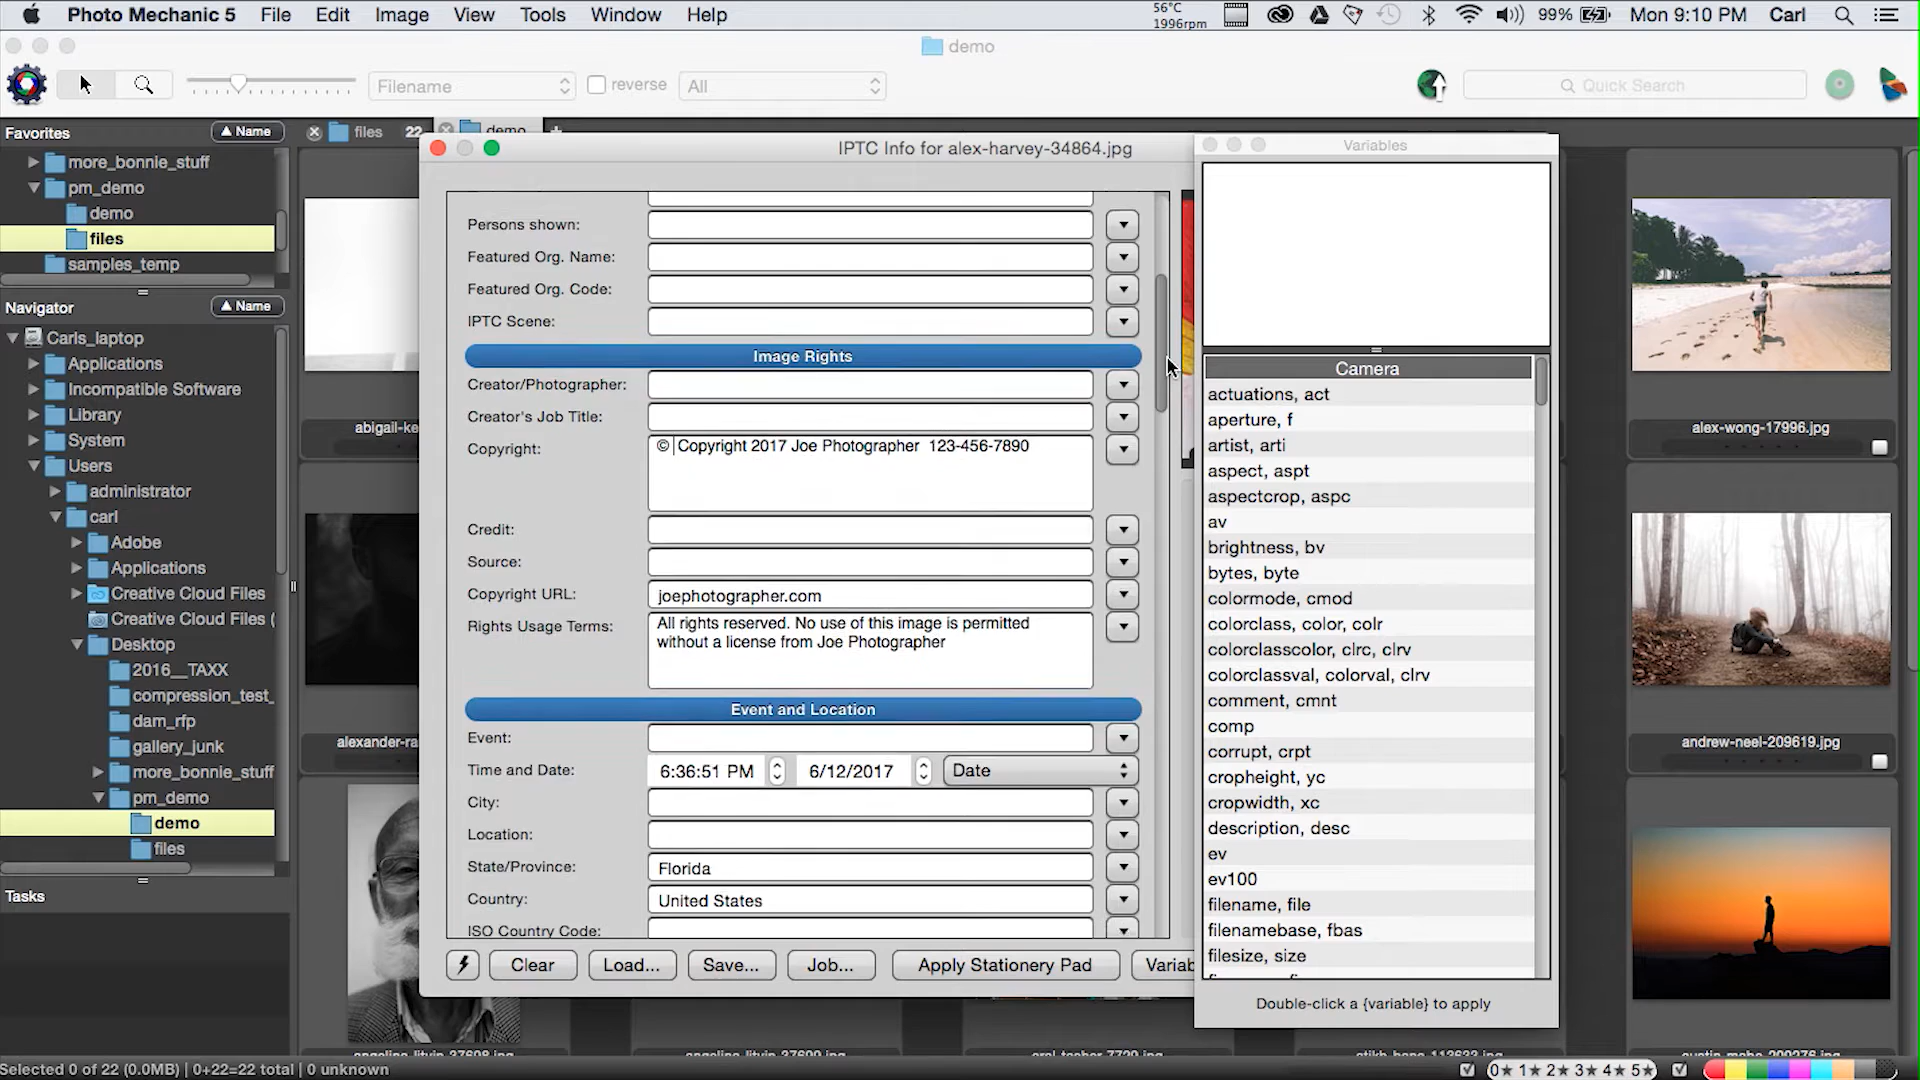 Photo Mechanic 5 File Edit Image View Tools Window Help
56°C
1996rpm
99% Mon 9:10 PM Carl
demo
Filename reverse All Quick Search
Favorites Name
more_bonnie_stuff
pm_demo
demo
files
samples_temp
Navigator Name
Carls_laptop
Applications
Incompatible Software
Library
System
Users
administrator
carl
Adobe
Applications
Creative Cloud Files
Creative Cloud Files (
Desktop
2016__TAXX
compression_test_
dam_rfp
gallery_junk
more_bonnie_stuff
pm_demo
demo
files
Tasks
files 22 demo
abigail-ke
alexander-ra
IPTC Info for alex-harvey-34864.jpg
Persons shown:
Featured Org. Name:
Featured Org. Code:
IPTC Scene:
Image Rights
Creator/Photographer:
Creator's Job Title:
Copyright: © Copyright 2017 Joe Photographer 123-456-7890
Credit:
Source:
Copyright URL: joephotographer.com
Rights Usage Terms: All rights reserved. No use of this image is permitted
without a license from Joe Photographer
Event and Location
Event:
Time and Date: 6:36:51 PM 6/12/2017 Date
City:
Location:
State/Province: Florida
Country: United States
ISO Country Code:
Clear Load... Save... Job... Apply Stationery Pad Variab
Variables
Camera
actuations, act
aperture, f
artist, arti
aspect, aspt
aspectcrop, aspc
av
brightness, bv
bytes, byte
colormode, cmod
colorclass, color, colr
colorclasscolor, clrc, clrv
colorclassval, colorval, clrv
comment, cmnt
comp
corrupt, crpt
cropheight, yc
cropwidth, xc
description, desc
ev
ev100
filename, file
filenamebase, fbas
filesize, size
Double-click a {variable} to apply
alex-wong-17996.jpg
andrew-neel-209619.jpg
Selected 0 of 22 (0.0MB) | 0+22=22 total | 0 unknown
0★ 1★ 2★ 3★ 4★ 5★